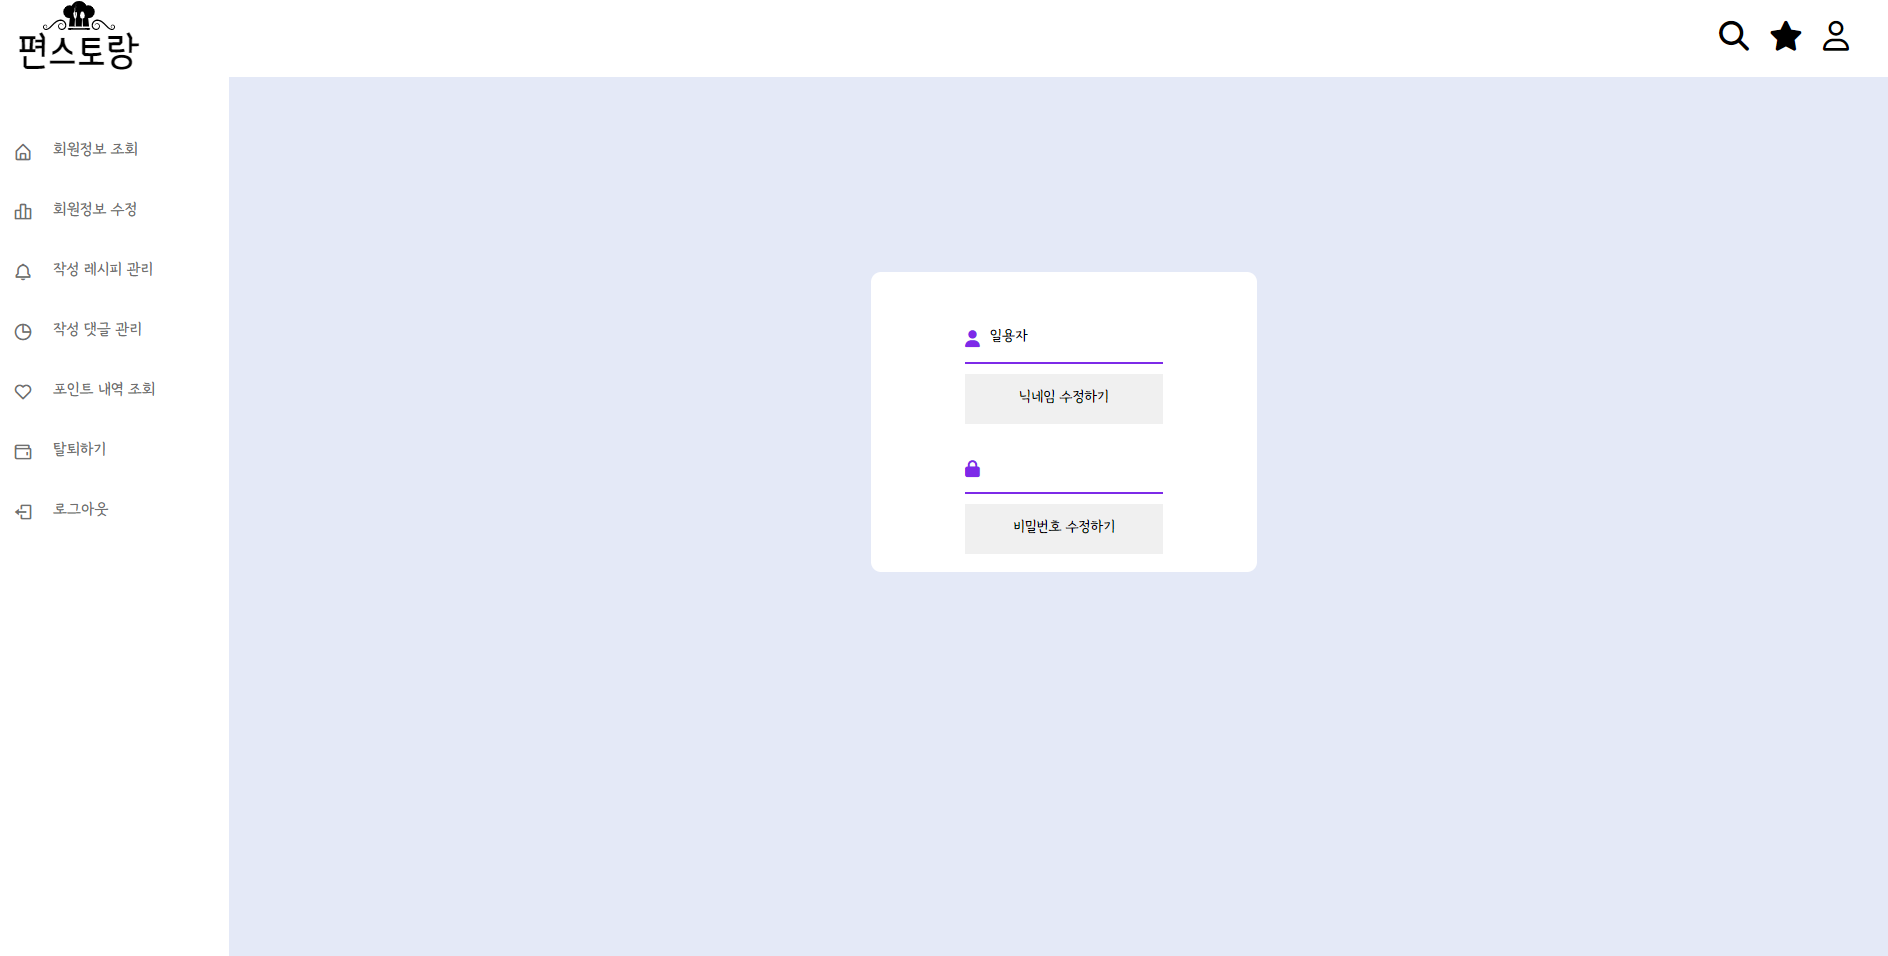 편스토랑
회원정보 조회
회원정보 수정
작성 레시피 관리
작성 댓글 관리
포인트 내역 조회
탈퇴하기
로그아웃
일용자
닉네임 수정하기
비밀번호 수정하기